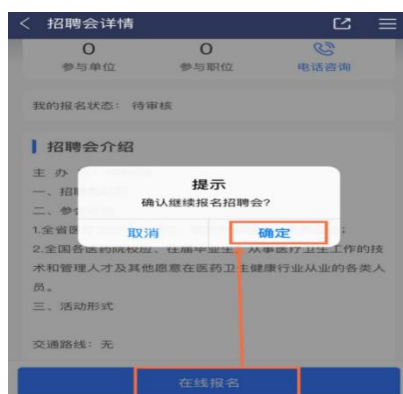 招聘会详情
0 0
参与单位 参与职位 电话咨询
我的报名状态： 待审核
招聘会介绍
主 办
一、招
二、参
提示
确认继续报名招聘会?
取消 确定
1.全省医
2.全国各医药院校应、往届毕业生、从事医疗卫生工作的技
术和管理人才及其他愿意在医药卫生健康行业从业的各类人
员。
三、活动形式
交通路线：无
在线报名